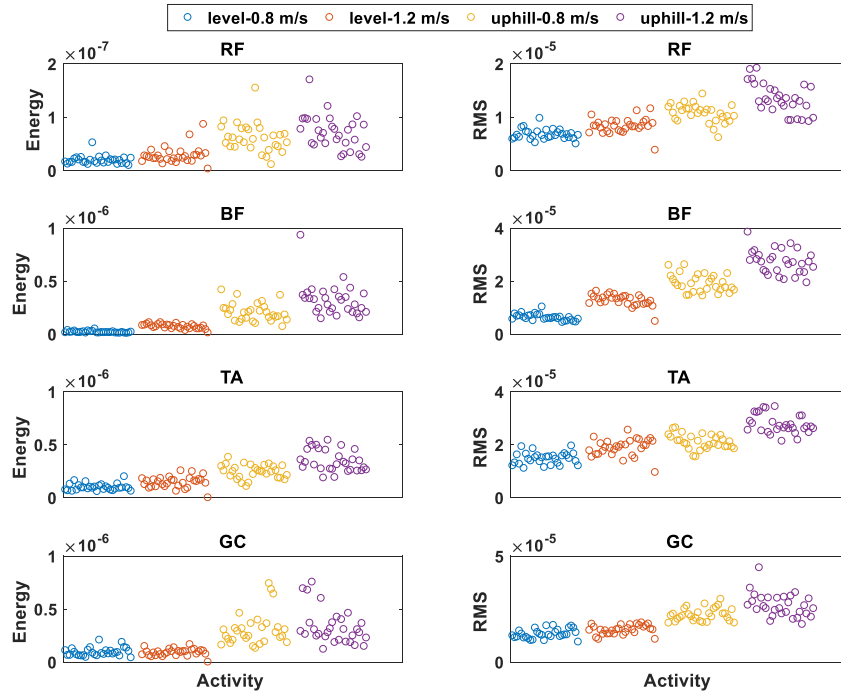 level-0.8 m/s level-1.2 m/s uphill-0.8 m/s uphill-1.2 m/s
×10⁻⁷ RF
Energy
2
1
0
×10⁻⁵ RF
RMS
2
1
0
×10⁻⁶ BF
Energy
1
0.5
0
×10⁻⁵ BF
RMS
4
2
0
×10⁻⁶ TA
Energy
1
0.5
0
×10⁻⁵ TA
RMS
4
2
0
×10⁻⁶ GC
Energy
1
0.5
0
Activity
×10⁻⁵ GC
RMS
5
0
Activity